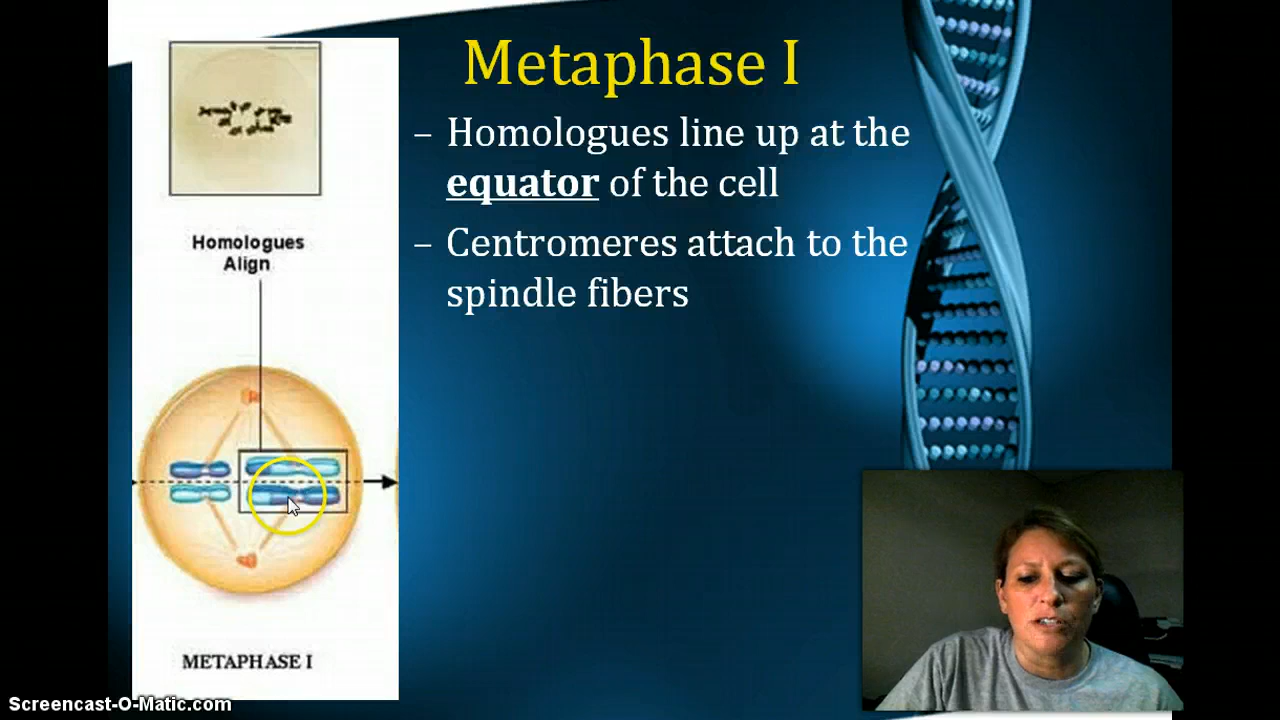 Metaphase I
– Homologues line up at the
equator of the cell
– Centromeres attach to the
spindle fibers
Homologues
Align
METAPHASE I
Screencast-O-Matic.com